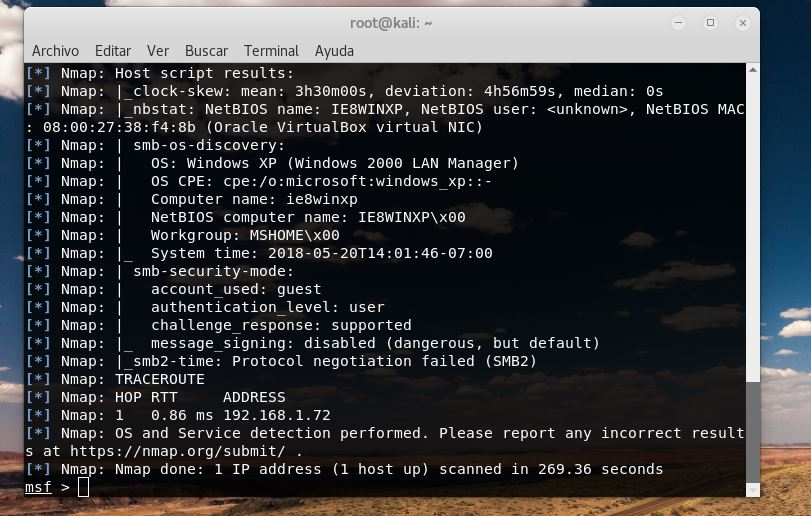 root@kali: ~
Archivo Editar Ver Buscar Terminal Ayuda
[*] Nmap: Host script results:
[*] Nmap: |_clock-skew: mean: 3h30m00s, deviation: 4h56m59s, median: 0s
[*] Nmap: |_nbstat: NetBIOS name: IE8WINXP, NetBIOS user: <unknown>, NetBIOS MAC
: 08:00:27:38:f4:8b (Oracle VirtualBox virtual NIC)
[*] Nmap: | smb-os-discovery:
[*] Nmap: |   OS: Windows XP (Windows 2000 LAN Manager)
[*] Nmap: |   OS CPE: cpe:/o:microsoft:windows_xp::-
[*] Nmap: |   Computer name: ie8winxp
[*] Nmap: |   NetBIOS computer name: IE8WINXP\x00
[*] Nmap: |   Workgroup: MSHOME\x00
[*] Nmap: |_  System time: 2018-05-20T14:01:46-07:00
[*] Nmap: | smb-security-mode:
[*] Nmap: |   account_used: guest
[*] Nmap: |   authentication_level: user
[*] Nmap: |   challenge_response: supported
[*] Nmap: |_  message_signing: disabled (dangerous, but default)
[*] Nmap: |_smb2-time: Protocol negotiation failed (SMB2)
[*] Nmap: TRACEROUTE
[*] Nmap: HOP RTT     ADDRESS
[*] Nmap: 1   0.86 ms 192.168.1.72
[*] Nmap: OS and Service detection performed. Please report any incorrect result
s at https://nmap.org/submit/ .
[*] Nmap: Nmap done: 1 IP address (1 host up) scanned in 269.36 seconds
msf >